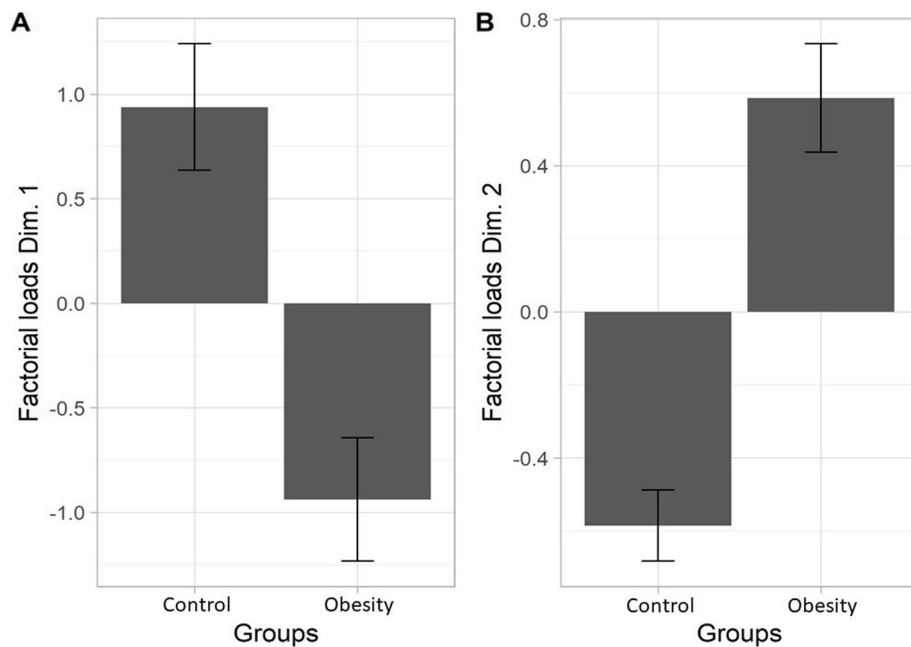 A
Factorial loads Dim. 1
1.0
0.5
0.0
-0.5
-1.0
Control
Obesity
Groups
B
Factorial loads Dim. 2
0.8
0.4
0.0
-0.4
Control
Obesity
Groups